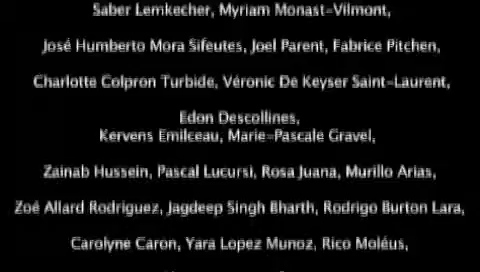 Saber Lemkecher, Myriam Monast-Vilmont,
José Humberto Mora Sifeutes, Joel Parent, Fabrice Pitchen,
Charlotte Colpron Turbide, Véronic De Keyser Saint-Laurent,
Edon Descollines,
Kervens Emilceau, Marie-Pascale Gravel,
Zainab Hussein, Pascal Lucursi, Rosa Juana, Murillo Arias,
Zoé Allard Rodriguez, Jagdeep Singh Bharth, Rodrigo Burton Lara,
Carolyne Caron, Yara Lopez Munoz, Rico Moléus,